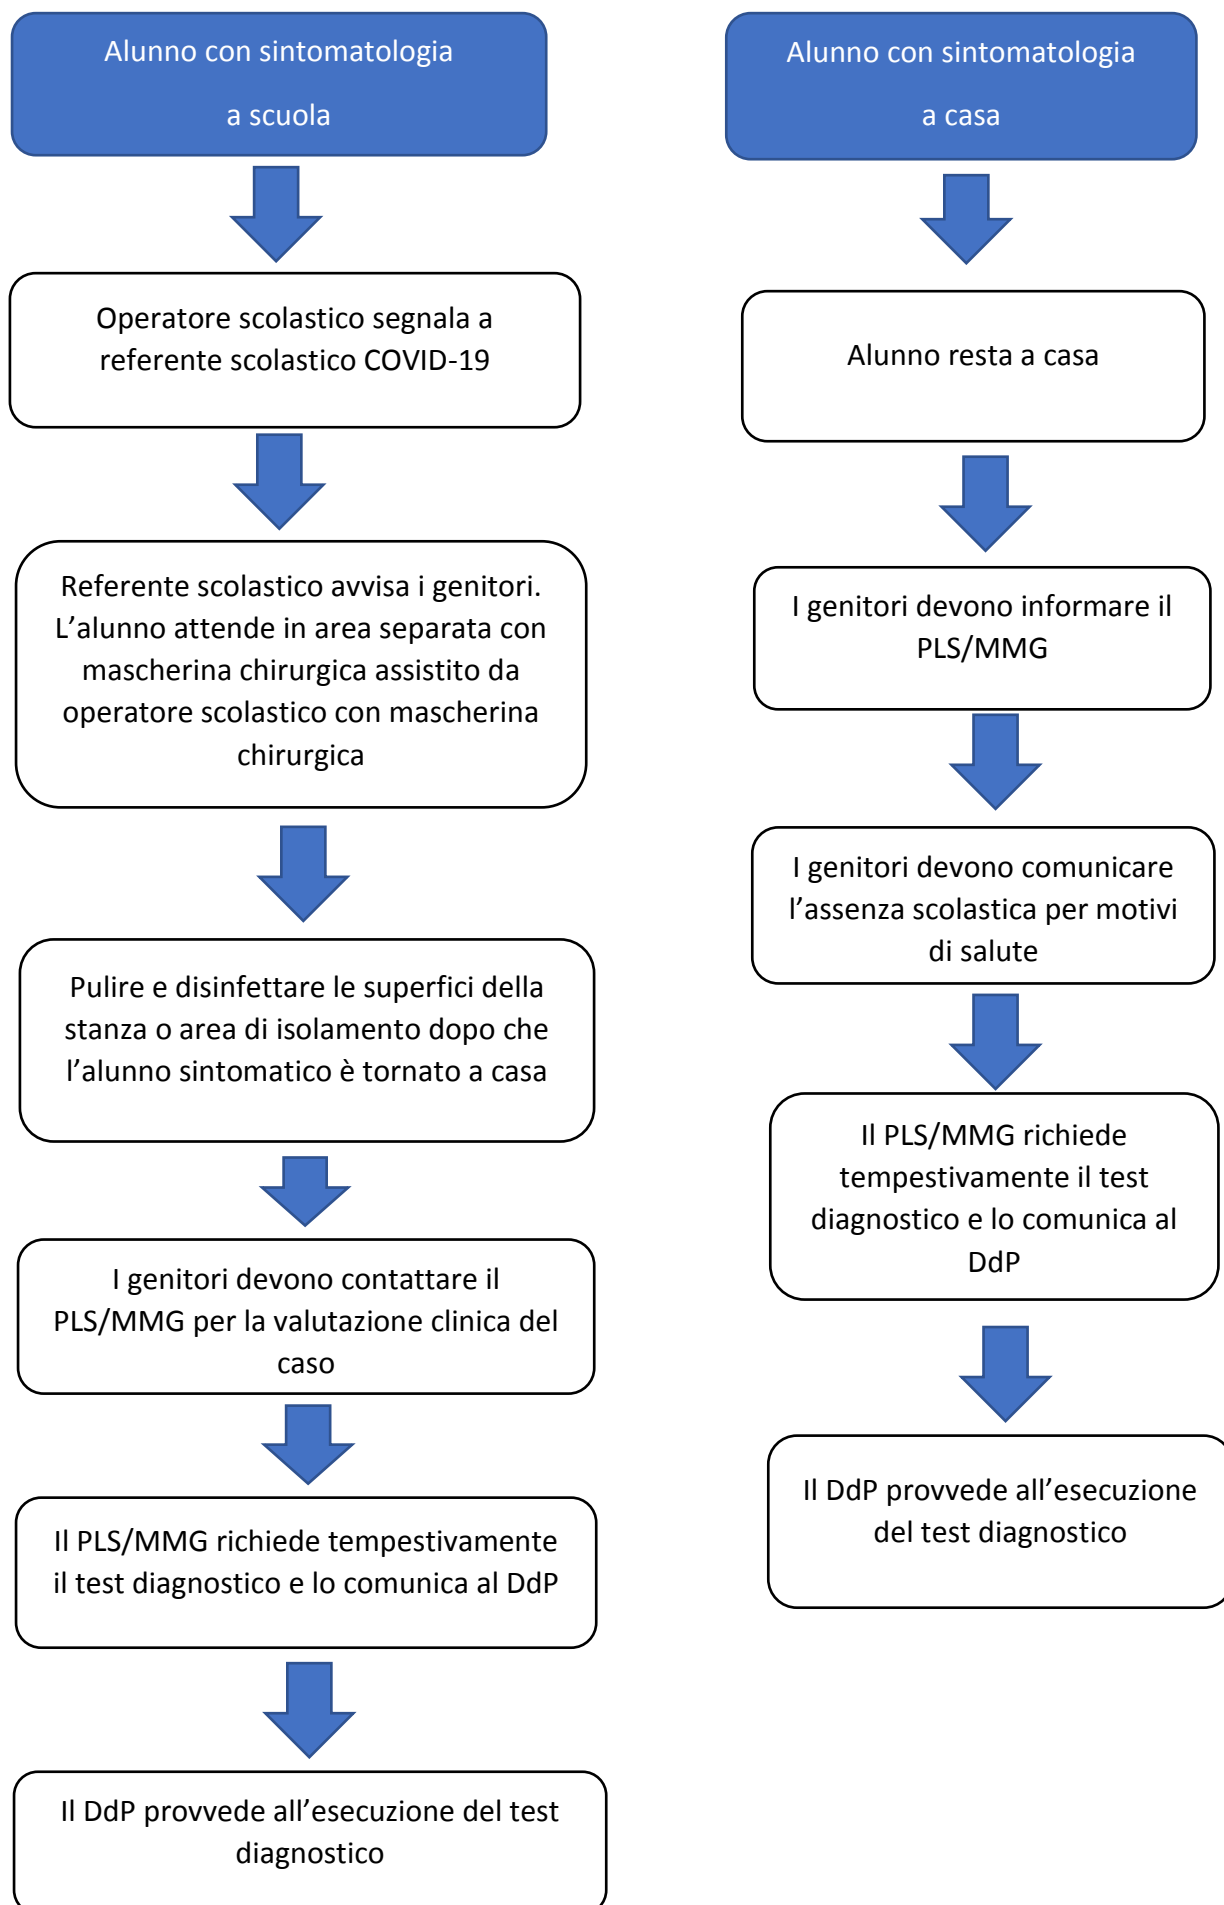 Alunno con sintomatologia
a scuola
Operatore scolastico segnala a
referente scolastico COVID-19
Referente scolastico avvisa i genitori.
L’alunno attende in area separata con
mascherina chirurgica assistito da
operatore scolastico con mascherina
chirurgica
Pulire e disinfettare le superfici della
stanza o area di isolamento dopo che
l’alunno sintomatico è tornato a casa
I genitori devono contattare il
PLS/MMG per la valutazione clinica del
caso
Il PLS/MMG richiede tempestivamente
il test diagnostico e lo comunica al DdP
Il DdP provvede all’esecuzione del test
diagnostico
Alunno con sintomatologia
a casa
Alunno resta a casa
I genitori devono informare il
PLS/MMG
I genitori devono comunicare
l’assenza scolastica per motivi
di salute
Il PLS/MMG richiede
tempestivamente il test
diagnostico e lo comunica al
DdP
Il DdP provvede all’esecuzione
del test diagnostico